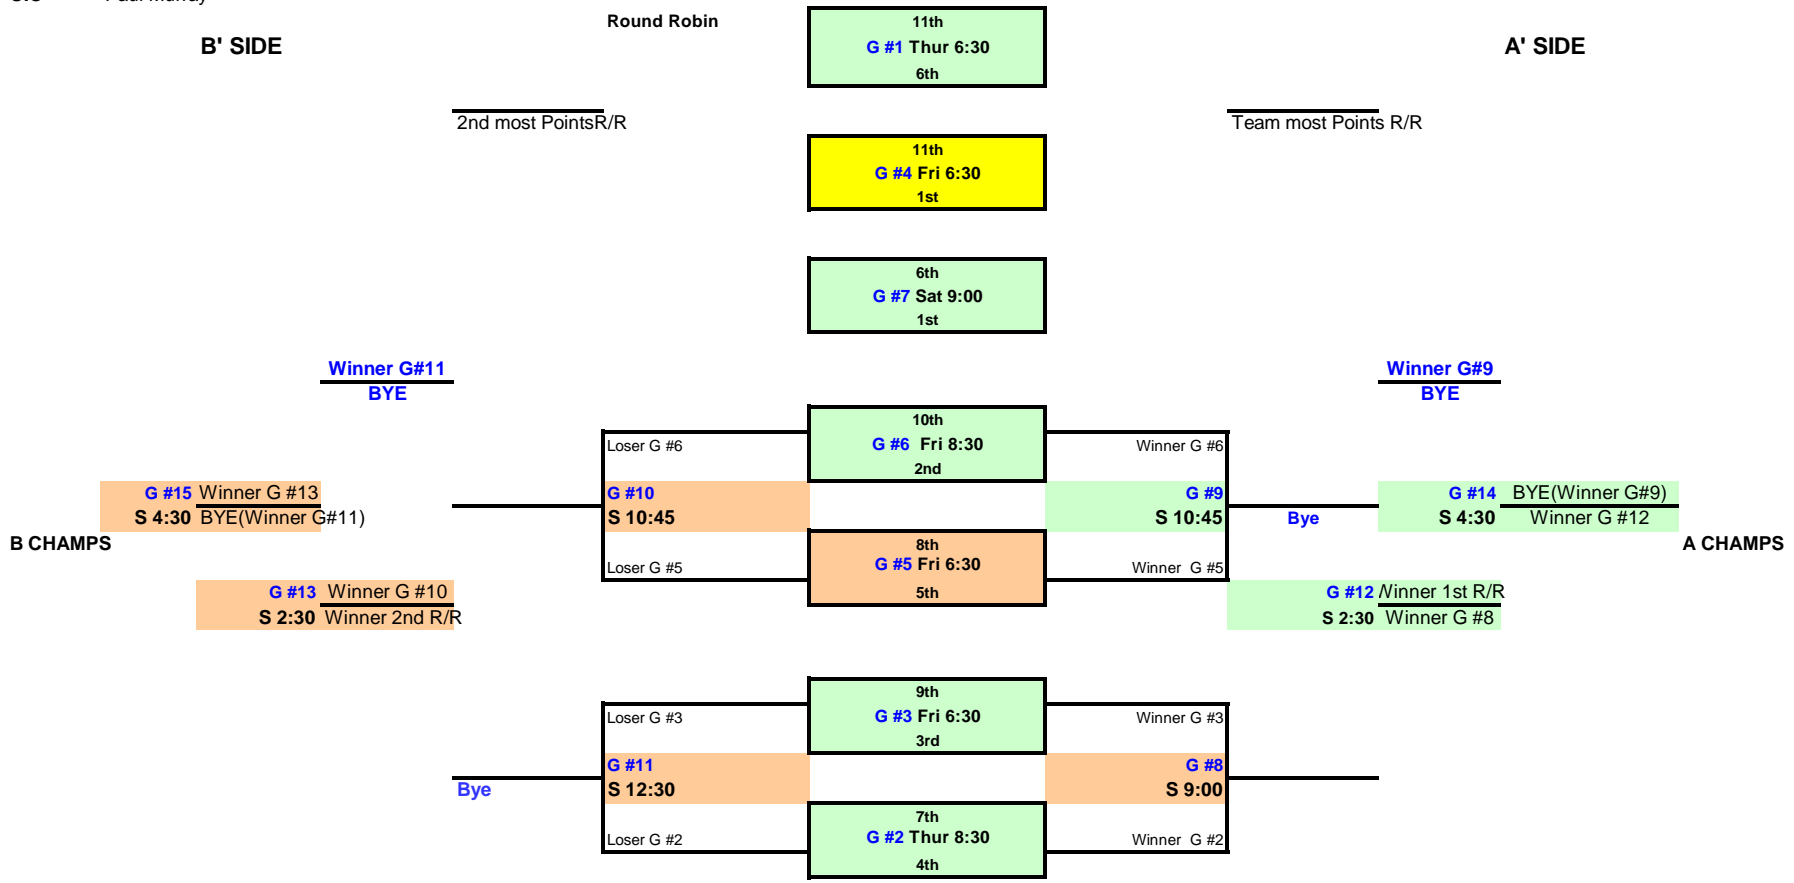 Round Robin
11th
G #1 Thur 6:30
6th
B' SIDE
A' SIDE
2nd most PointsR/R
Team most Points R/R
11th
G #4 Fri 6:30
1st
6th
G #7 Sat 9:00
1st
Winner G#11
BYE
Winner G#9
BYE
10th
G #6 Fri 8:30
2nd
Loser G #6
Winner G #6
G #15 Winner G #13
S 4:30 BYE(Winner G#11)
G #10
S 10:45
G #9
S 10:45
Bye
G #14 BYE(Winner G#9)
S 4:30 Winner G #12
B CHAMPS
A CHAMPS
8th
G #5 Fri 6:30
5th
Loser G #5
Winner G #5
G #13 Winner G #10
S 2:30 Winner 2nd R/R
G #12 Winner 1st R/R
S 2:30 Winner G #8
9th
G #3 Fri 6:30
3rd
Loser G #3
Winner G #3
G #11
S 12:30
Bye
G #8
S 9:00
7th
G #2 Thur 8:30
4th
Loser G #2
Winner G #2